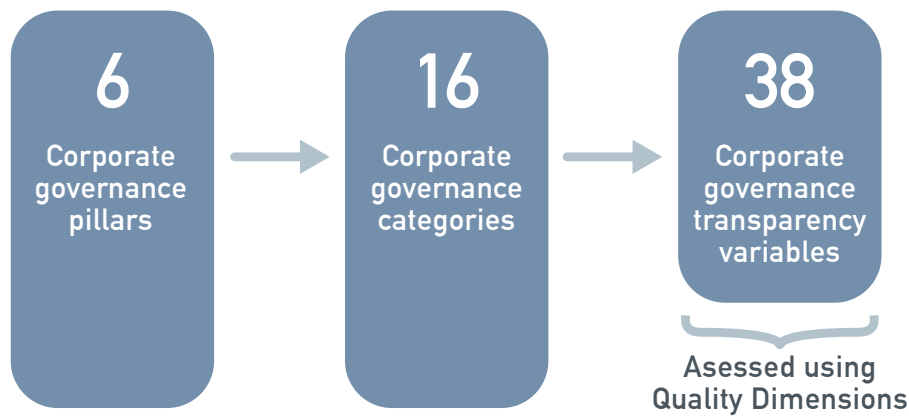 6
Corporate
governance
pillars
16
Corporate
governance
categories
38
Corporate
governance
transparency
variables
Asessed using
Quality Dimensions